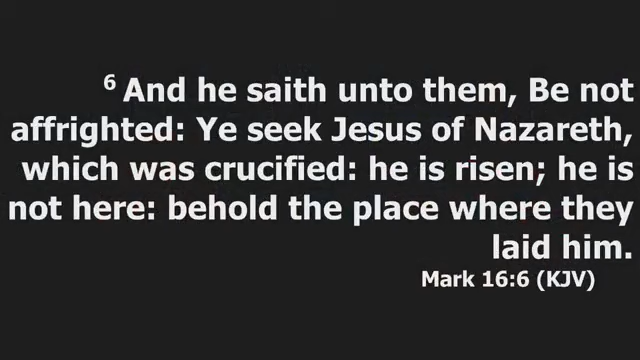 6 And he saith unto them, Be not
affrighted: Ye seek Jesus of Nazareth,
which was crucified: he is risen; he is
not here: behold the place where they
laid him.
Mark 16:6 (KJV)